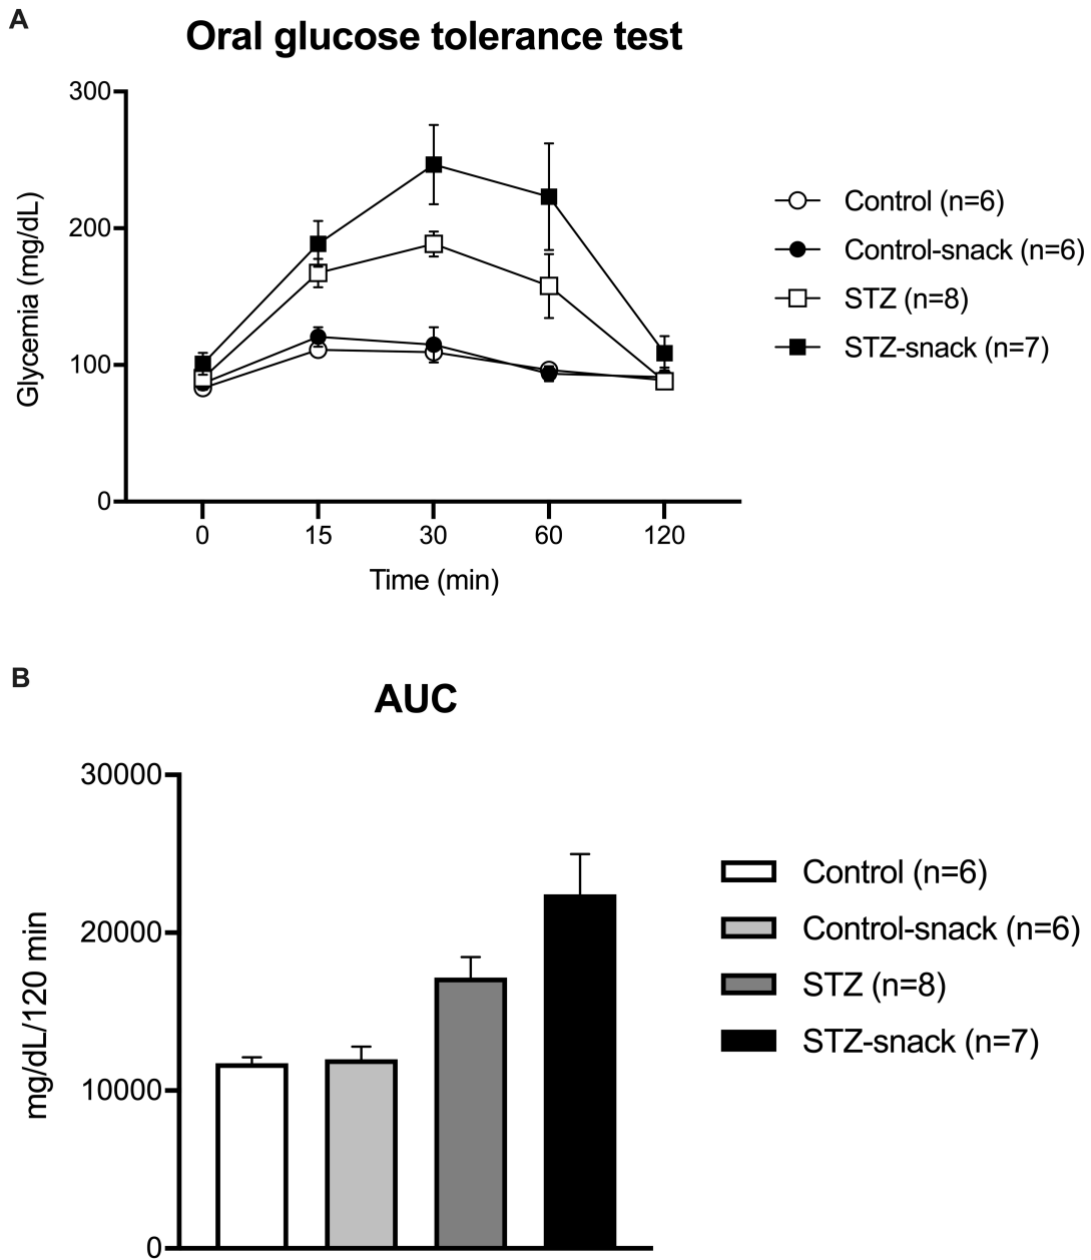 A
Oral glucose tolerance test
300
200
100
0
Glycemia (mg/dL)
0 15 30 60 120
Time (min)
Control (n=6)
Control-snack (n=6)
STZ (n=8)
STZ-snack (n=7)
B
AUC
30000
20000
10000
0
mg/dL/120 min
Control (n=6)
Control-snack (n=6)
STZ (n=8)
STZ-snack (n=7)